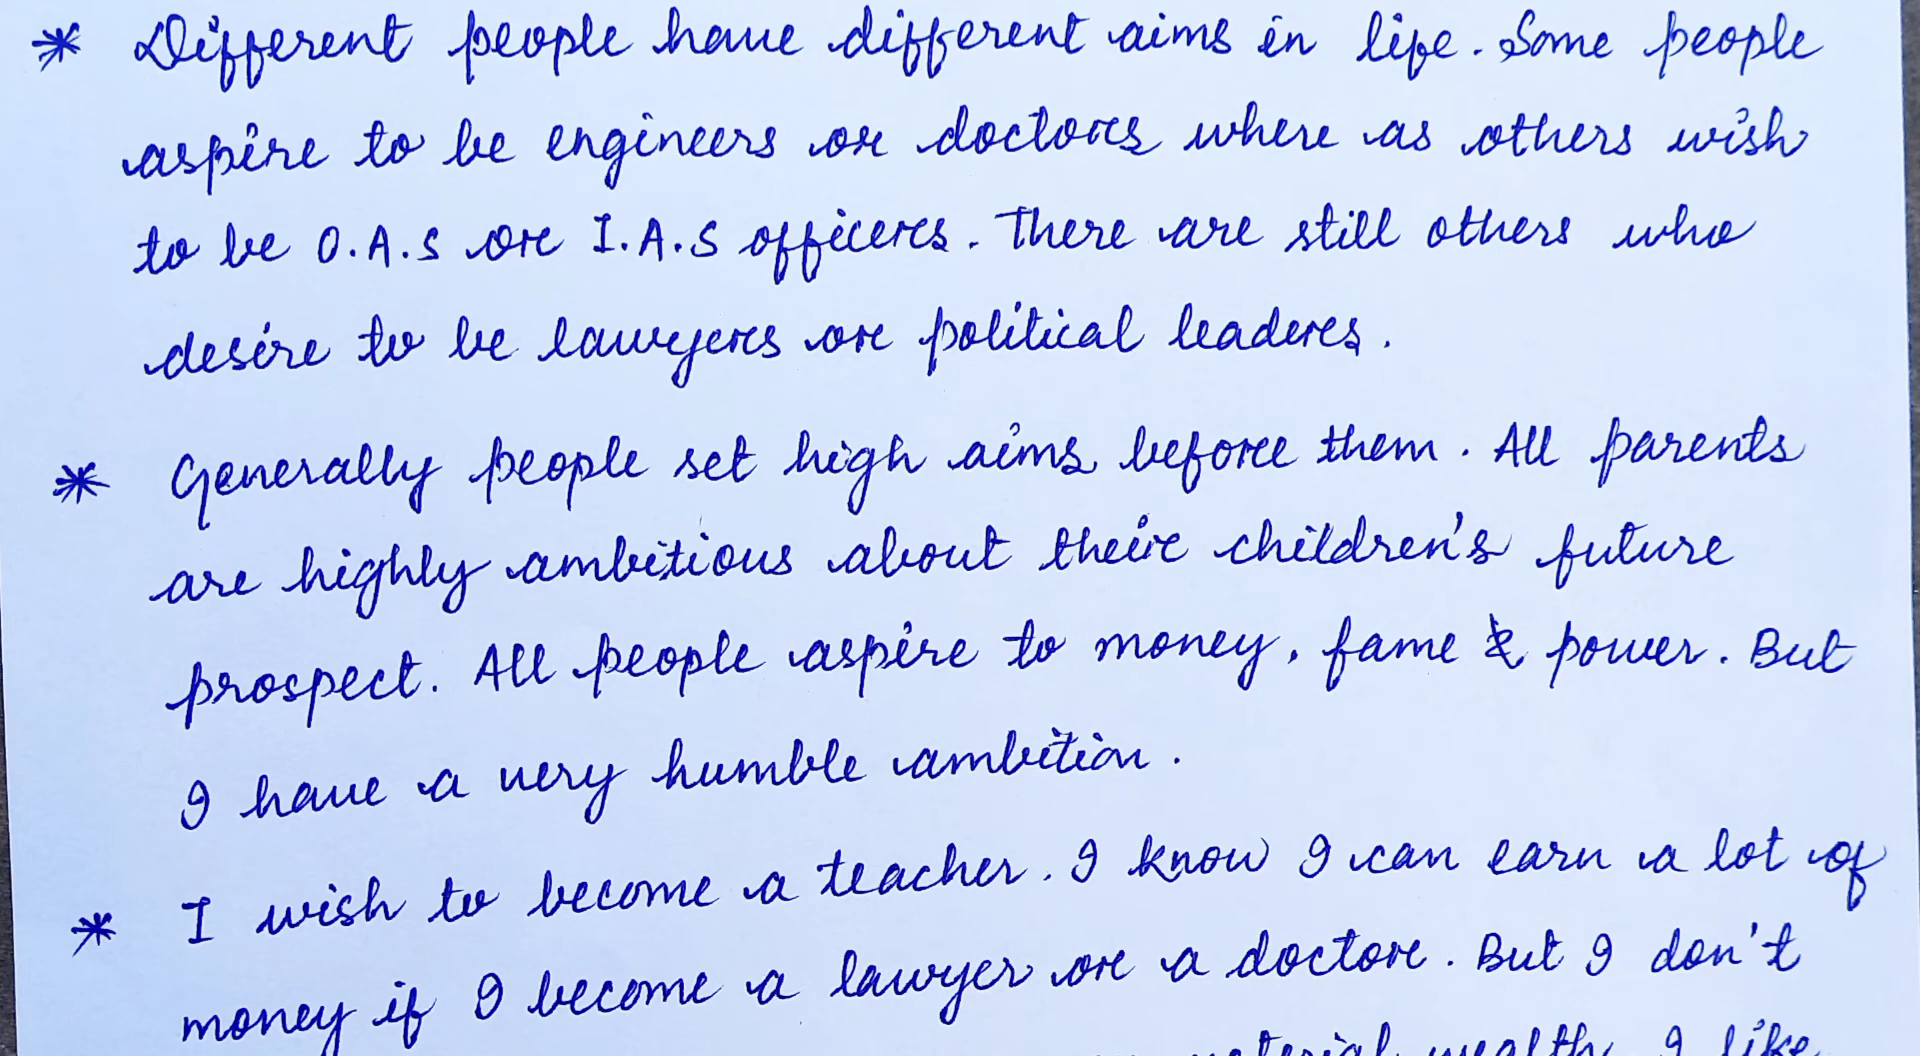 * Different people have different aims in life. Some people
aspire to be engineers or doctors where as others wish
to be O.A.S or I.A.S officers. There are still others who
desire to be lawyers or political leaders.
* Generally people set high aims before them. All parents
are highly ambitious about their children's future
prospect. All people aspire to money, fame & power. But
I have a very humble ambition.
* I wish to become a teacher. I know I can earn a lot of
money if I become a lawyer or a doctor. But I don't
material wealth. I like